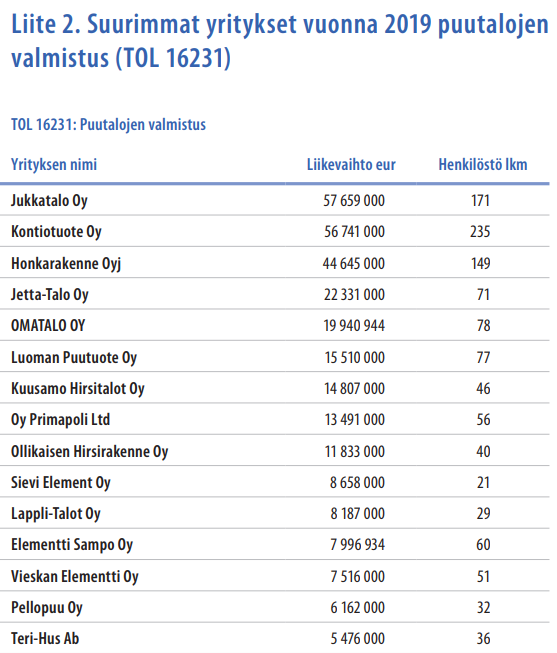 Liite 2. Suurimmat yritykset vuonna 2019 puutalojen
valmistus (TOL 16231)
TOL 16231: Puutalojen valmistus
Yrityksen nimi Liikevaihto eur Henkilöstö lkm
Jukkatalo Oy 57 659 000 171
Kontiotuote Oy 56 741 000 235
Honkarakenne Oyj 44 645 000 149
Jetta-Talo Oy 22 331 000 71
OMATALO OY 19 940 944 78
Luoman Puutuote Oy 15 510 000 77
Kuusamo Hirsitalot Oy 14 807 000 46
Oy Primapoli Ltd 13 491 000 56
Ollikaisen Hirsirakenne Oy 11 833 000 40
Sievi Element Oy 8 658 000 21
Lappli-Talot Oy 8 187 000 29
Elementti Sampo Oy 7 996 934 60
Vieskan Elementti Oy 7 516 000 51
Pellopuu Oy 6 162 000 32
Teri-Hus Ab 5 476 000 36